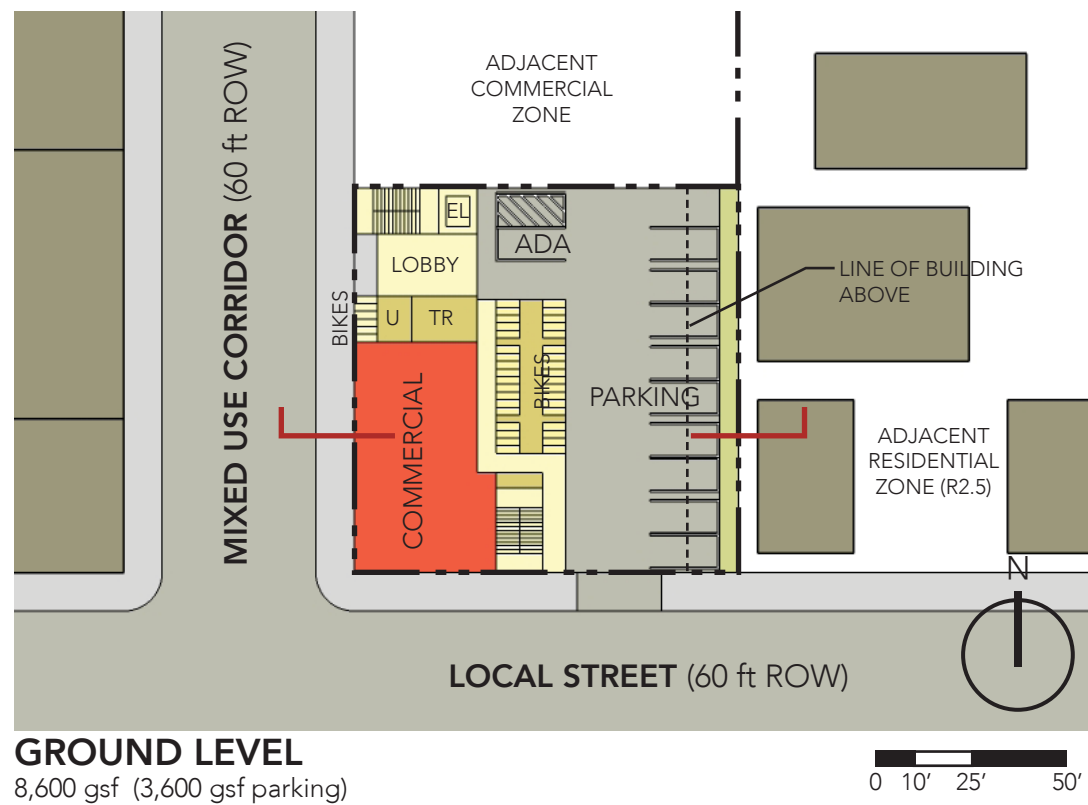 ADJACENT
COMMERCIAL
ZONE
MIXED USE CORRIDOR (60 ft ROW)
EL
ADA
LOBBY
LINE OF BUILDING
ABOVE
BIKES
U
TR
BIKES
PARKING
COMMERCIAL
ADJACENT
RESIDENTIAL
ZONE (R2.5)
N
LOCAL STREET (60 ft ROW)
GROUND LEVEL
8,600 gsf (3,600 gsf parking)
0 10' 25' 50'